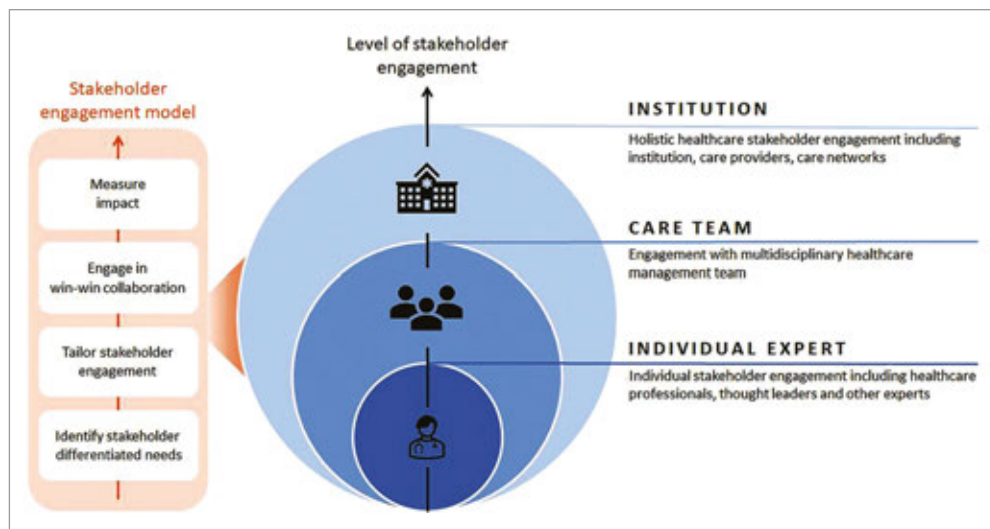 Level of stakeholder
engagement
Stakeholder
engagement model
Measure
impact
Engage in
win-win collaboration
Tailor stakeholder
engagement
Identify stakeholder
differentiated needs
INSTITUTION
Holistic healthcare stakeholder engagement including
institution, care providers, care networks
CARE TEAM
Engagement with multidisciplinary healthcare
management team
INDIVIDUAL EXPERT
Individual stakeholder engagement including healthcare
professionals, thought leaders and other experts